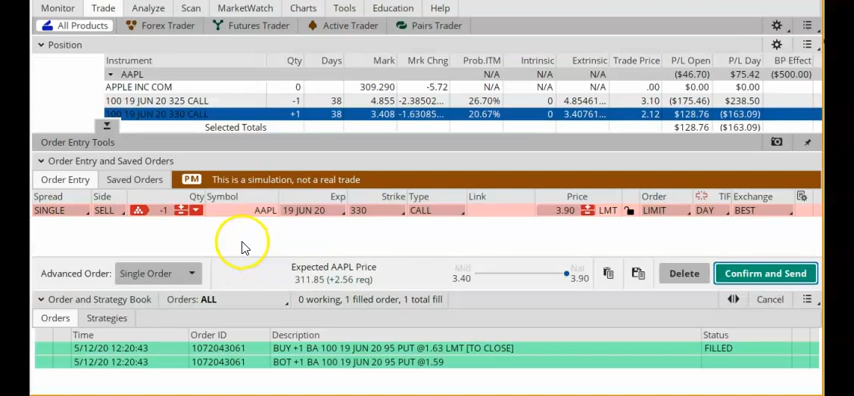 Monitor Trade Analyze Scan MarketWatch Charts Tools Education Help
All Products Forex Trader Futures Trader Active Trader Pairs Trader
Position
Instrument Qty Days Mark Mrk Chng Prob.ITM Intrinsic Extrinsic Trade Price P/L Open P/L Day BP Effect
AAPL N/A N/A N/A ($46.70) $75.42 ($500.00)
APPLE INC COM 0 309.290 -5.72 N/A N/A N/A .00 $0.00 $0.00
100 19 JUN 20 325 CALL -1 38 4.855 -2.38502... 26.70% 0 4.85461... 3.10 ($175.46) $238.50
100 19 JUN 20 330 CALL +1 38 3.408 -1.63085... 20.67% 0 3.40761... 2.12 $128.76 ($163.09)
Selected Totals $128.76 ($163.09)
Order Entry Tools
Order Entry and Saved Orders
Order Entry Saved Orders PM This is a simulation, not a real trade
Spread Side Qty Symbol Exp Strike Type Link Price Order TIF Exchange
SINGLE SELL -1 AAPL 19 JUN 20 330 CALL 3.90 LMT LIMIT DAY BEST
Advanced Order: Single Order Expected AAPL Price 311.85 (+2.56 req) Mid 3.40 Nat 3.90 Delete Confirm and Send
Order and Strategy Book Orders: ALL 0 working, 1 filled order, 1 total fill Cancel
Orders Strategies
Time Order ID Description Status
5/12/20 12:20:43 1072043061 BUY +1 BA 100 19 JUN 20 95 PUT @1.63 LMT [TO CLOSE] FILLED
5/12/20 12:20:43 1072043061 BOT +1 BA 100 19 JUN 20 95 PUT @1.59